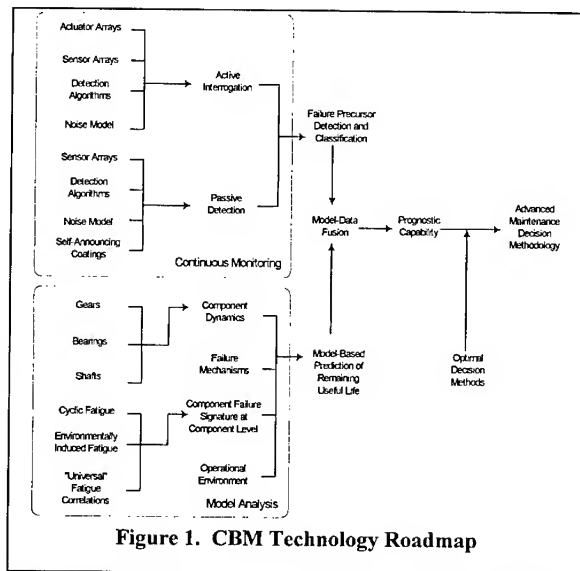 Actuator Arrays
Sensor Arrays
Detection
Algorithms
Noise Model
Active
Interrogation
Sensor Arrays
Detection
Algorithms
Noise Model
Self-Announcing
Coatings
Passive
Detection
Continuous Monitoring
Failure Precursor
Detection and
Classification
Model-Data
Fusion
Prognostic
Capability
Advanced
Maintenance
Decision
Methodology
Gears
Bearings
Shafts
Component
Dynamics
Failure
Mechanisms
Cyclic Fatigue
Environmentally
Induced Fatigue
"Universal"
Fatigue
Correlations
Component Failure
Signature at
Component Level
Operational
Environment
Model Analysis
Model-Based
Prediction of
Remaining
Useful Life
Optimal
Decision
Methods
Figure 1. CBM Technology Roadmap